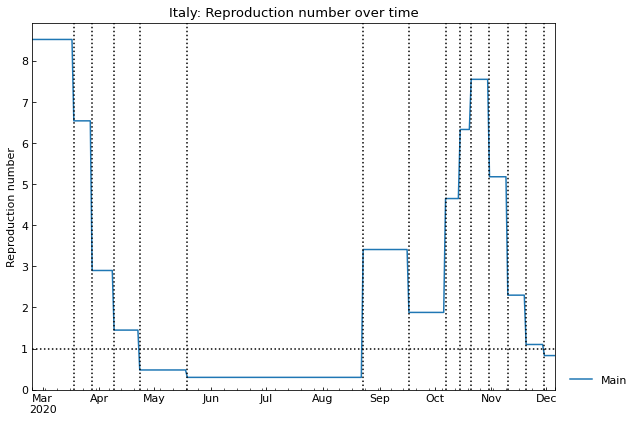 Italy: Reproduction number over time
Reproduction number
8
7
6
5
4
3
2
1
0
Mar Apr May Jun Jul Aug Sep Oct Nov Dec
2020
Main